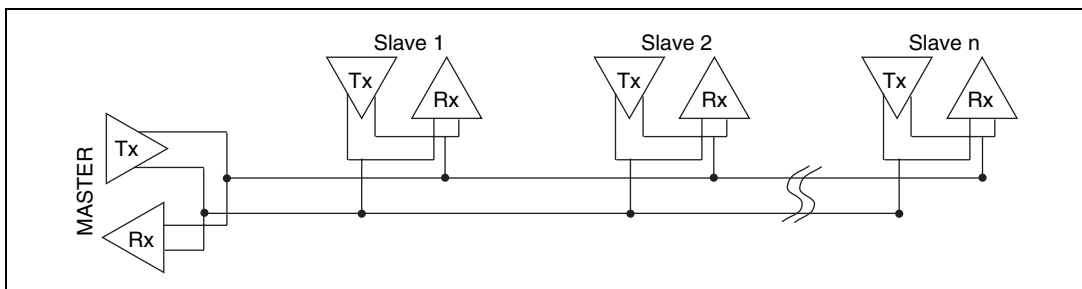 Slave 1
Slave 2
Slave n
Tx
Rx
Tx
Rx
Tx
Rx
MASTER
Tx
Rx